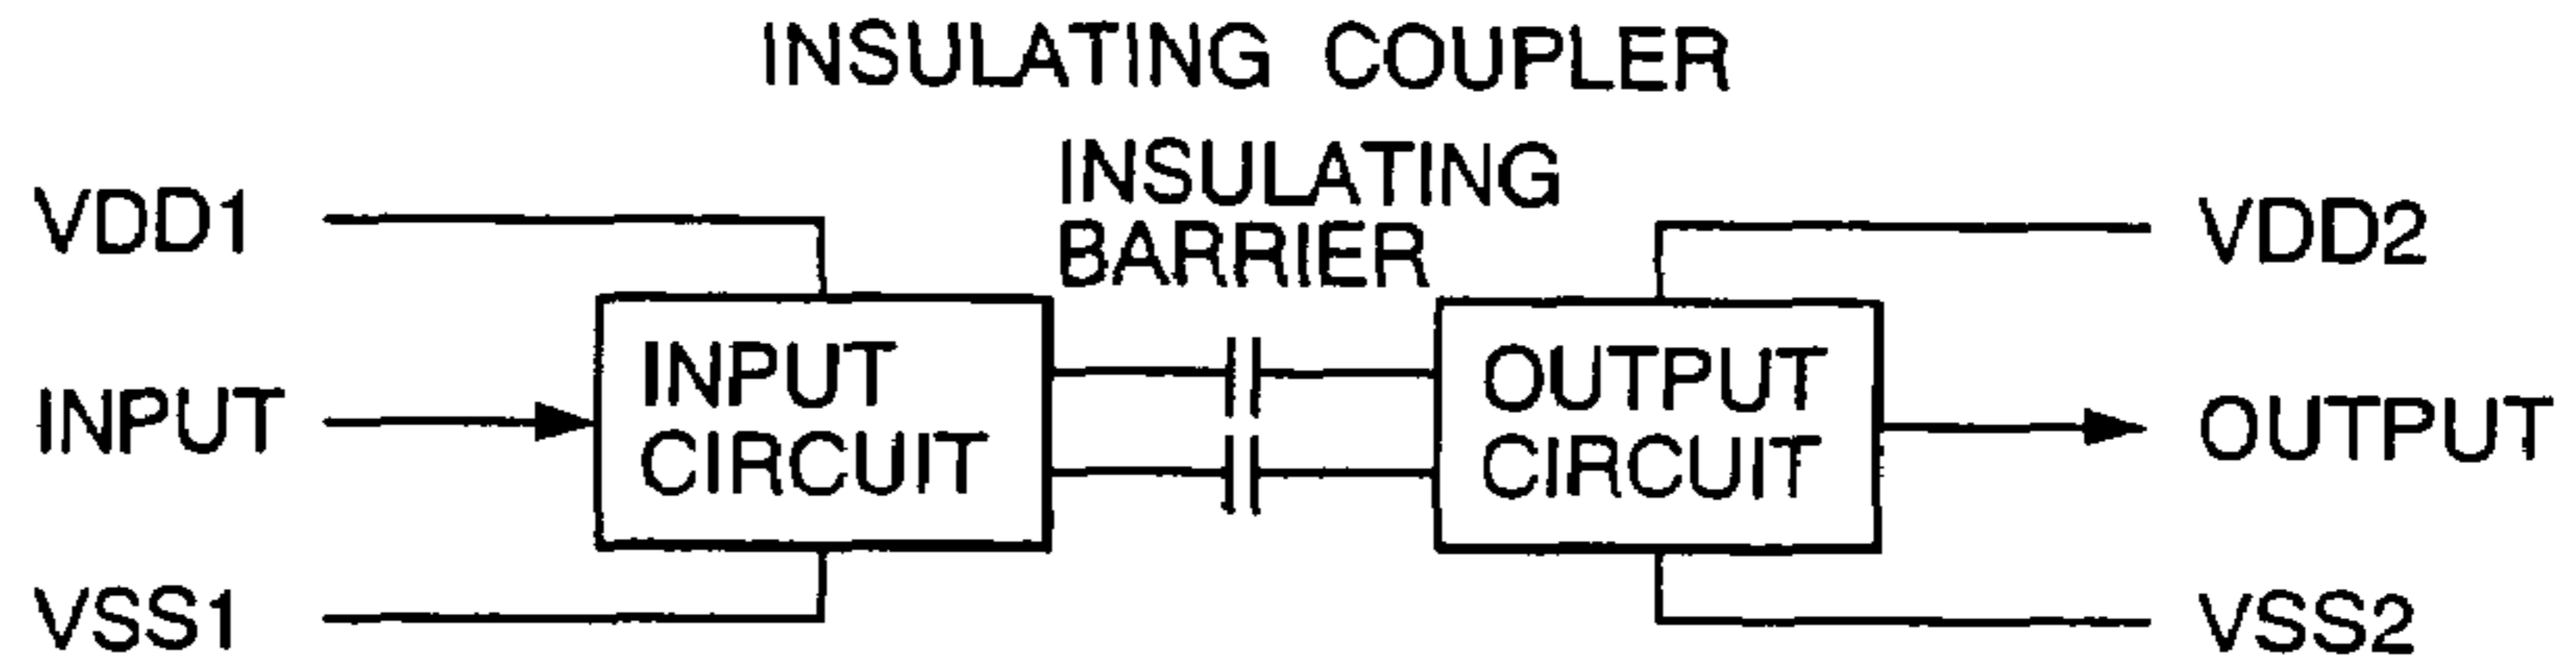 INSULATING COUPLER
INSULATING
BARRIER
VDD1
VDD2
INPUT
INPUT
CIRCUIT
OUTPUT
CIRCUIT
OUTPUT
VSS1
VSS2